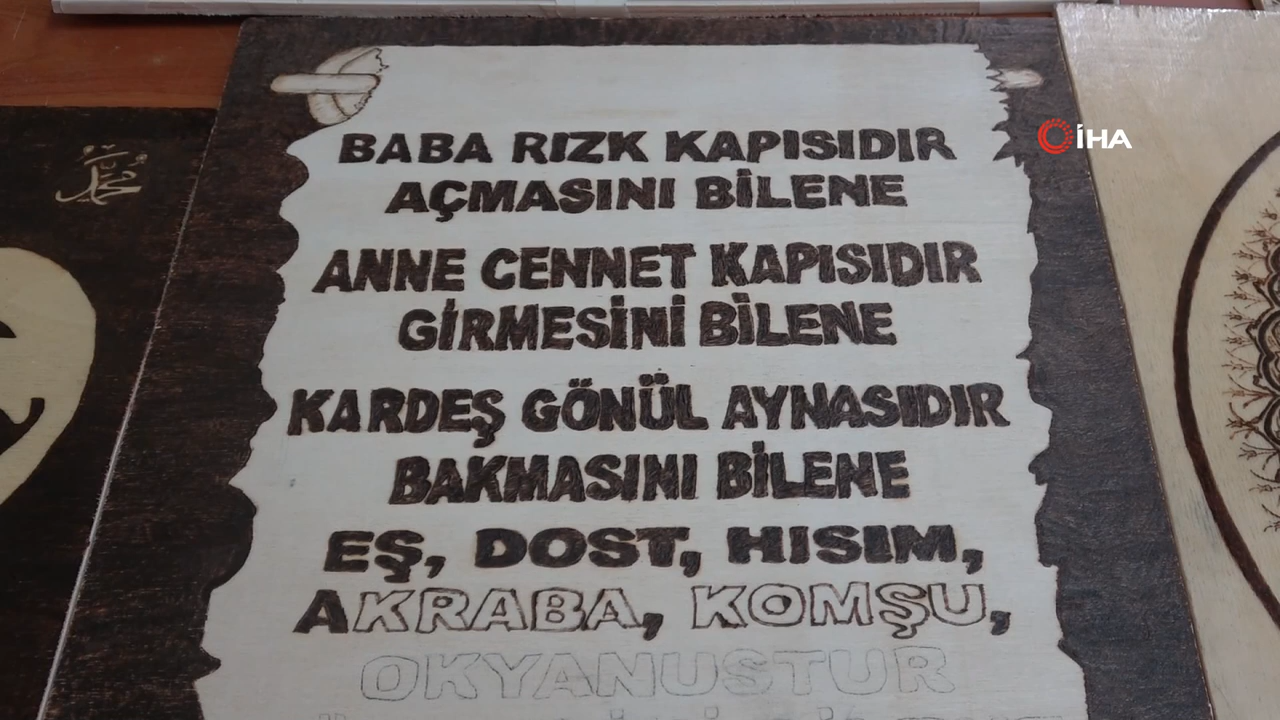 BABA RIZK KAPISIDIR
AÇMASINI BİLENE
ANNE CENNET KAPISIDIR
GİRMESİNİ BİLENE
KARDEŞ GÖNÜL AYNASIDIR
BAKMASINI BİLENE
EŞ, DOST, HISIM,
AKRABA, KOMŞU,
OKYANUSTUR
İHA